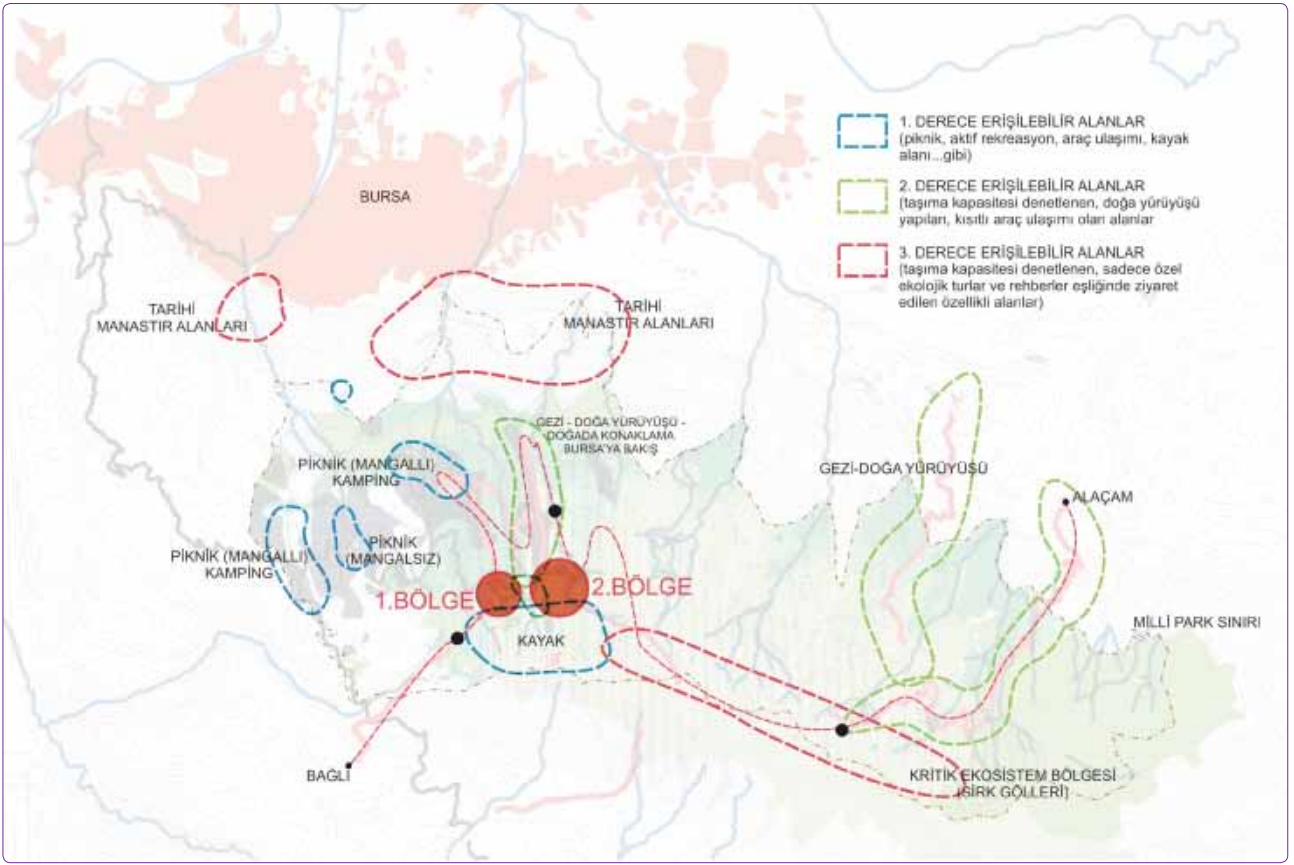 1. DERECE ERİŞİLEBİLİR ALANLAR
(piknik, aktif rekreasyon, araç ulaşımı, kayak
alanı...gibi)
2. DERECE ERİŞİLEBİLİR ALANLAR
(taşıma kapasitesi denetlenen, doğa yürüyüşü
yapılan, kısıtlı araç ulaşımı olan alanlar
3. DERECE ERİŞİLEBİLİR ALANLAR
(taşıma kapasitesi denetlenen, sadece özel
ekolojik turlar ve rehberler eşliğinde ziyaret
edilen özellikli alanlar)
BURSA
TARİHİ
MANASTIR ALANLARI
TARİHİ
MANASTIR ALANLARI
GEZİ - DOĞA YÜRÜYÜŞÜ -
DOĞADA KONAKLAMA
BURSA'YA BAKIŞ
PİKNİK (MANGALLI)
KAMPİNG
GEZİ-DOĞA YÜRÜYÜŞÜ
ALAÇAM
PİKNİK (MANGALLI)
KAMPİNG
PİKNİK
(MANGALSIZ)
1.BÖLGE
2.BÖLGE
KAYAK
MİLLİ PARK SINIRI
BAĞLI
KRİTİK EKOSİSTEM BÖLGESİ
(SİRK GÖLLERİ)